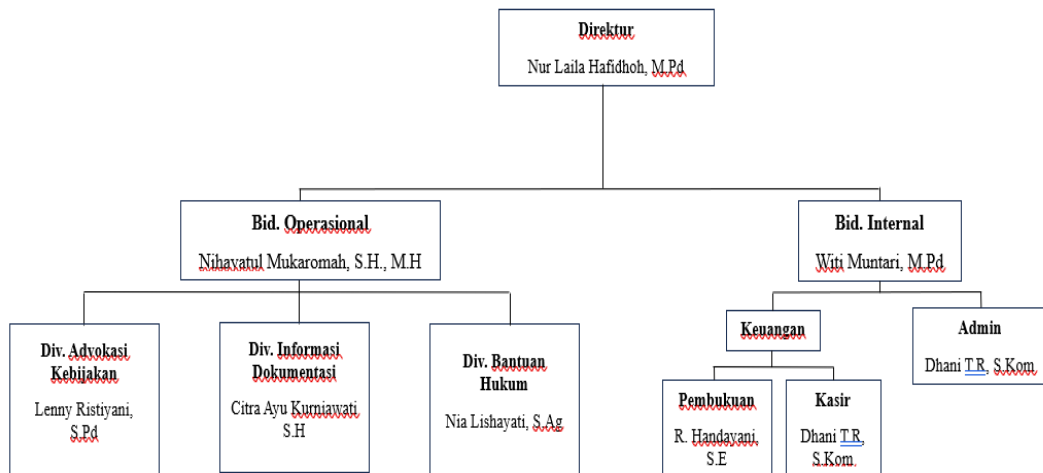 Direktur
Nur Laila Hafidhoh, M.Pd
Bid. Operasional
Nihayatul Mukaromah, S.H., M.H
Bid. Internal
Witi Muntari, M.Pd
Div. Advokasi
Kebijakan
Lenny Ristiyani,
S.Pd
Div. Informasi
Dokumentasi
Citra Ayu Kurniawati,
S.H
Div. Bantuan
Hukum
Nia Lishayati, S.Ag
Keuangan
Admin
Dhani T.R, S.Kom
Pembukuan
R. Handayani,
S.E
Kasir
Dhani T.R,
S.Kom